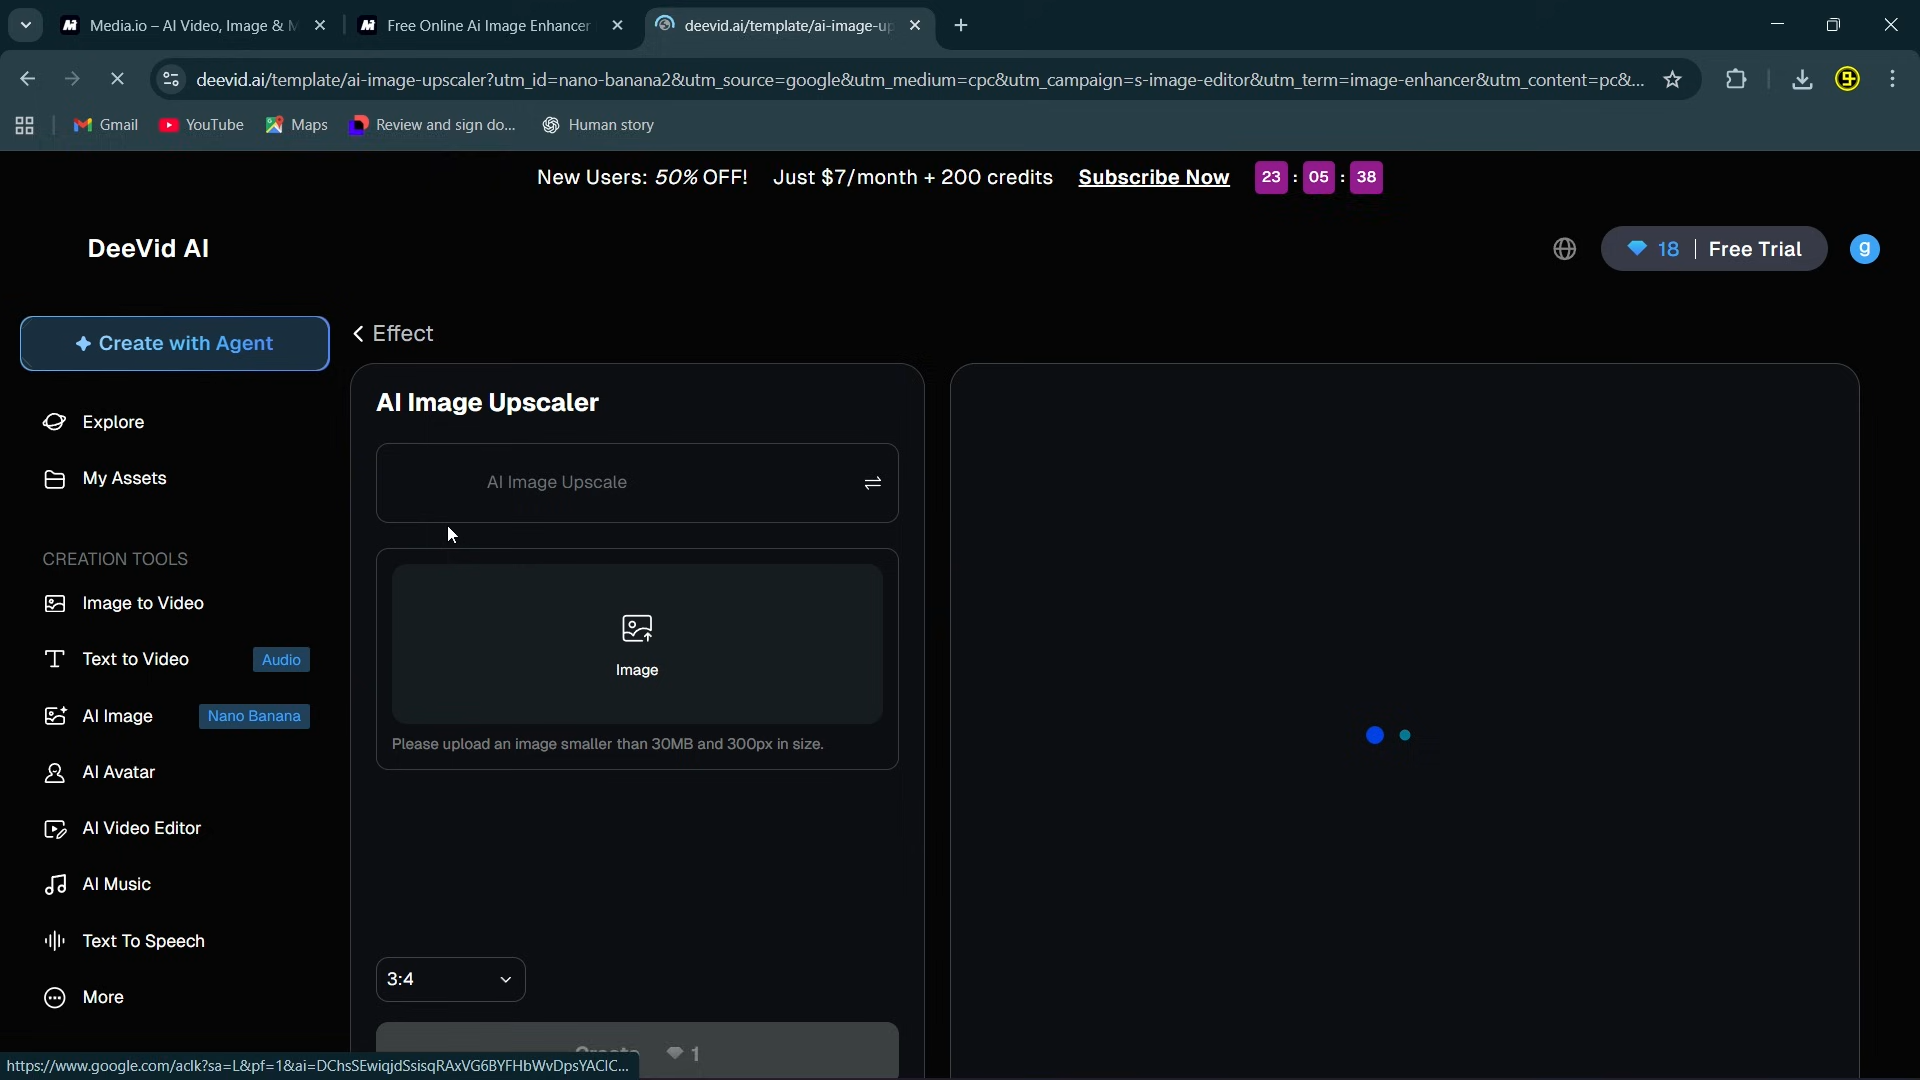 Media.io – AI Video, Image & M
Free Online Ai Image Enhancer
deevid.ai/template/ai-image-up
deevid.ai/template/ai-image-upscaler?utm_id=nano-banana2&utm_source=google&utm_medium=cpc&utm_campaign=s-image-editor&utm_term=image-enhancer&utm_content=pc&...
Gmail
YouTube
Maps
Review and sign do...
Human story
New Users: 50% OFF! Just $7/month + 200 credits Subscribe Now 23 : 05 : 38
DeeVid AI
18 | Free Trial
g
Create with Agent
Effect
AI Image Upscaler
Explore
AI Image Upscale
My Assets
CREATION TOOLS
Image to Video
Image
Text to Video Audio
AI Image Nano Banana
Please upload an image smaller than 30MB and 300px in size.
AI Avatar
AI Video Editor
AI Music
Text To Speech
3:4
More
Create 1
https://www.google.com/aclk?sa=L&pf=1&ai=DChsSEwiqjdSsisqRAxVG6BYFHbWvDpsYACIC...